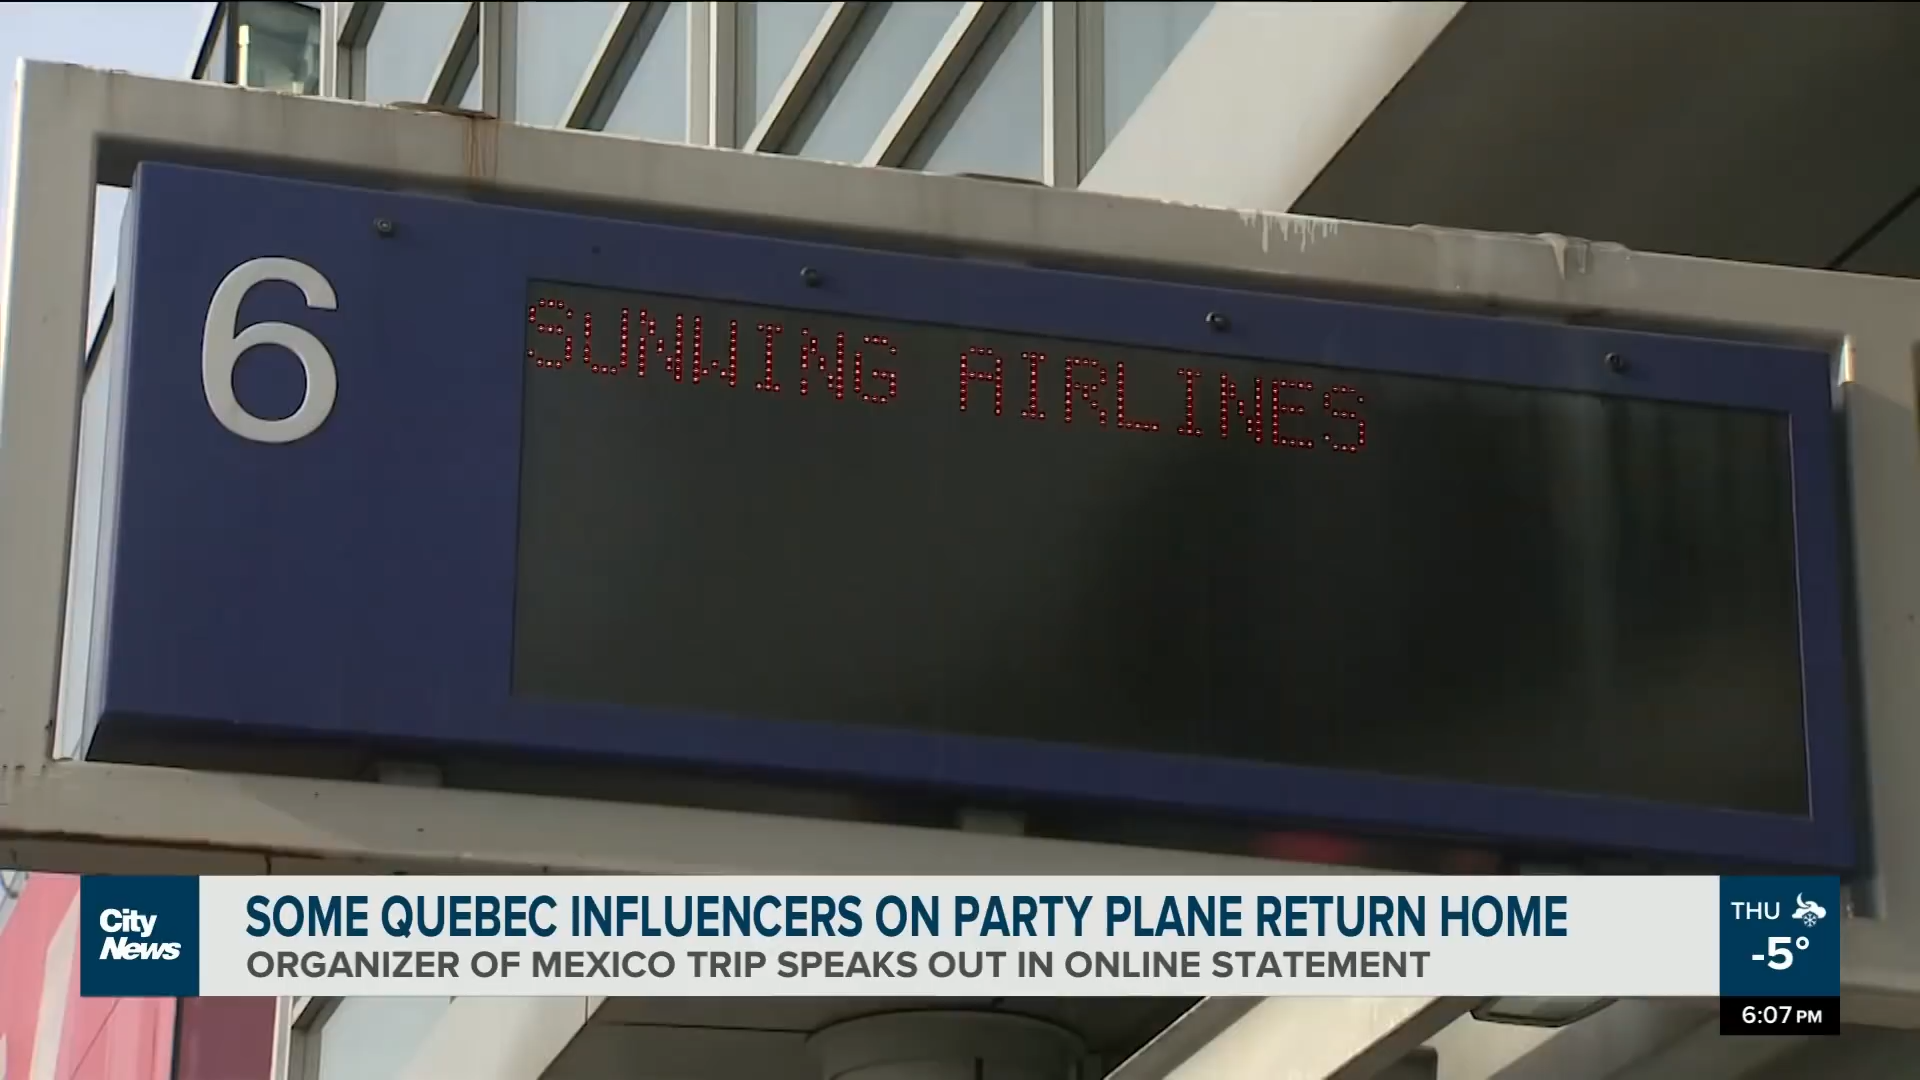 6
SUNWING AIRLINES
City
News
SOME QUEBEC INFLUENCERS ON PARTY PLANE RETURN HOME
ORGANIZER OF MEXICO TRIP SPEAKS OUT IN ONLINE STATEMENT
THU
-5°
6:07 PM